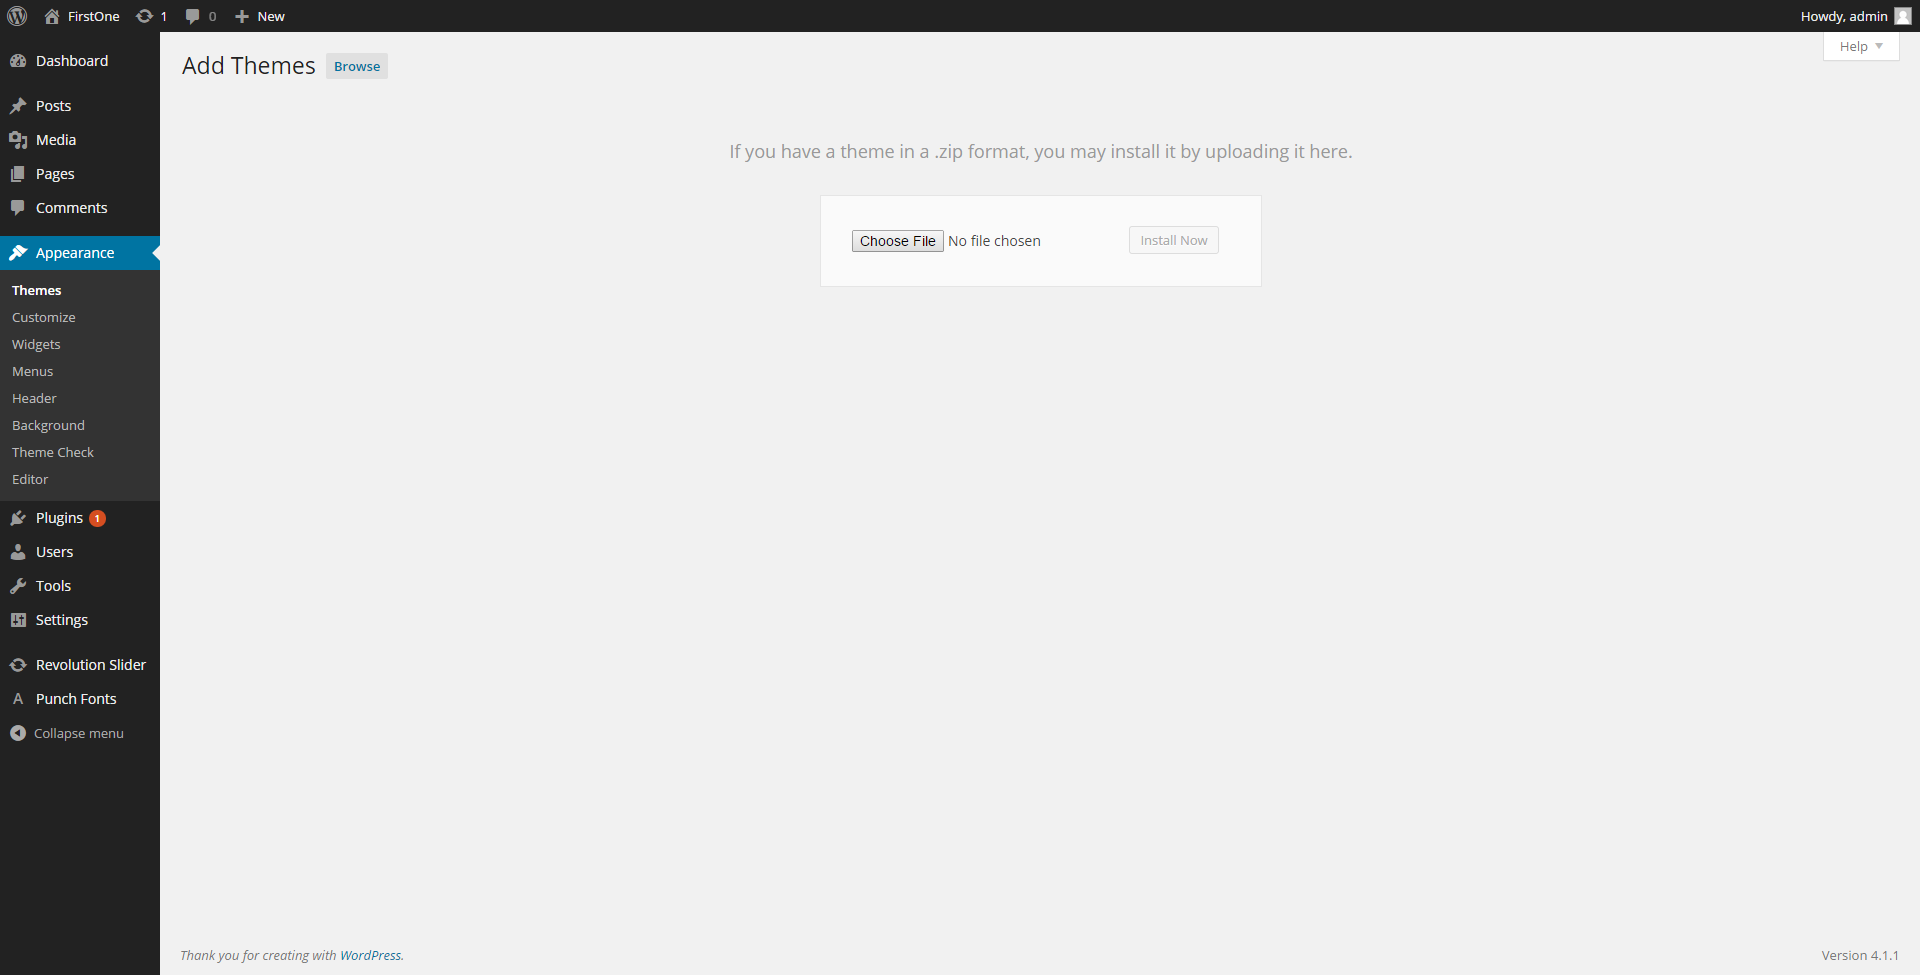 FirstOne 1 0 New Howdy, admin
Help
Dashboard
Posts
Media
Pages
Comments
Appearance
Themes
Customize
Widgets
Menus
Header
Background
Theme Check
Editor
Plugins 1
Users
Tools
Settings
Revolution Slider
A Punch Fonts
Collapse menu
Add Themes Browse
If you have a theme in a .zip format, you may install it by uploading it here.
Choose File No file chosen Install Now
Thank you for creating with WordPress. Version 4.1.1